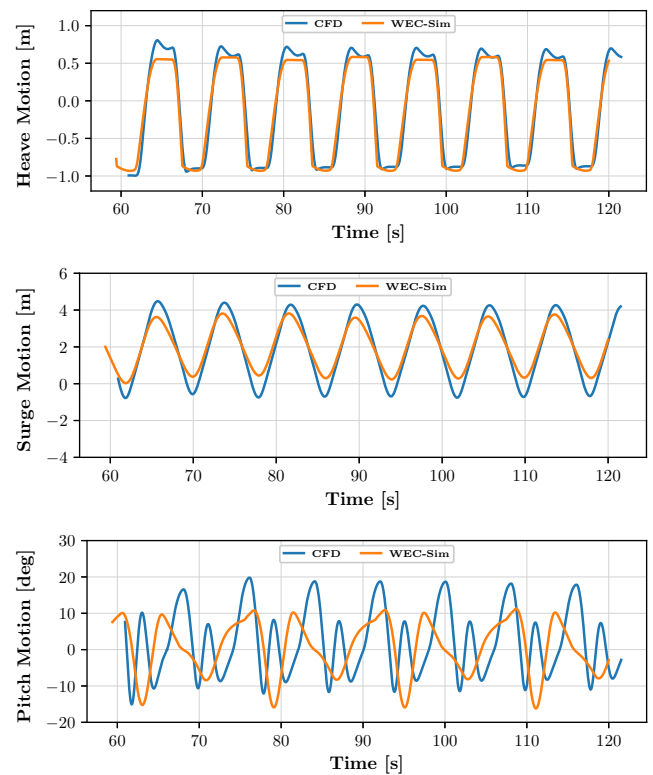 CFD WEC-Sim
Heave Motion [m]
1.0
0.5
0.0
−0.5
−1.0
60 70 80 90 100 110 120
Time [s]
CFD WEC-Sim
Surge Motion [m]
6
4
2
0
−2
−4
60 70 80 90 100 110 120
Time [s]
CFD WEC-Sim
Pitch Motion [deg]
30
20
10
0
−10
−20
60 70 80 90 100 110 120
Time [s]